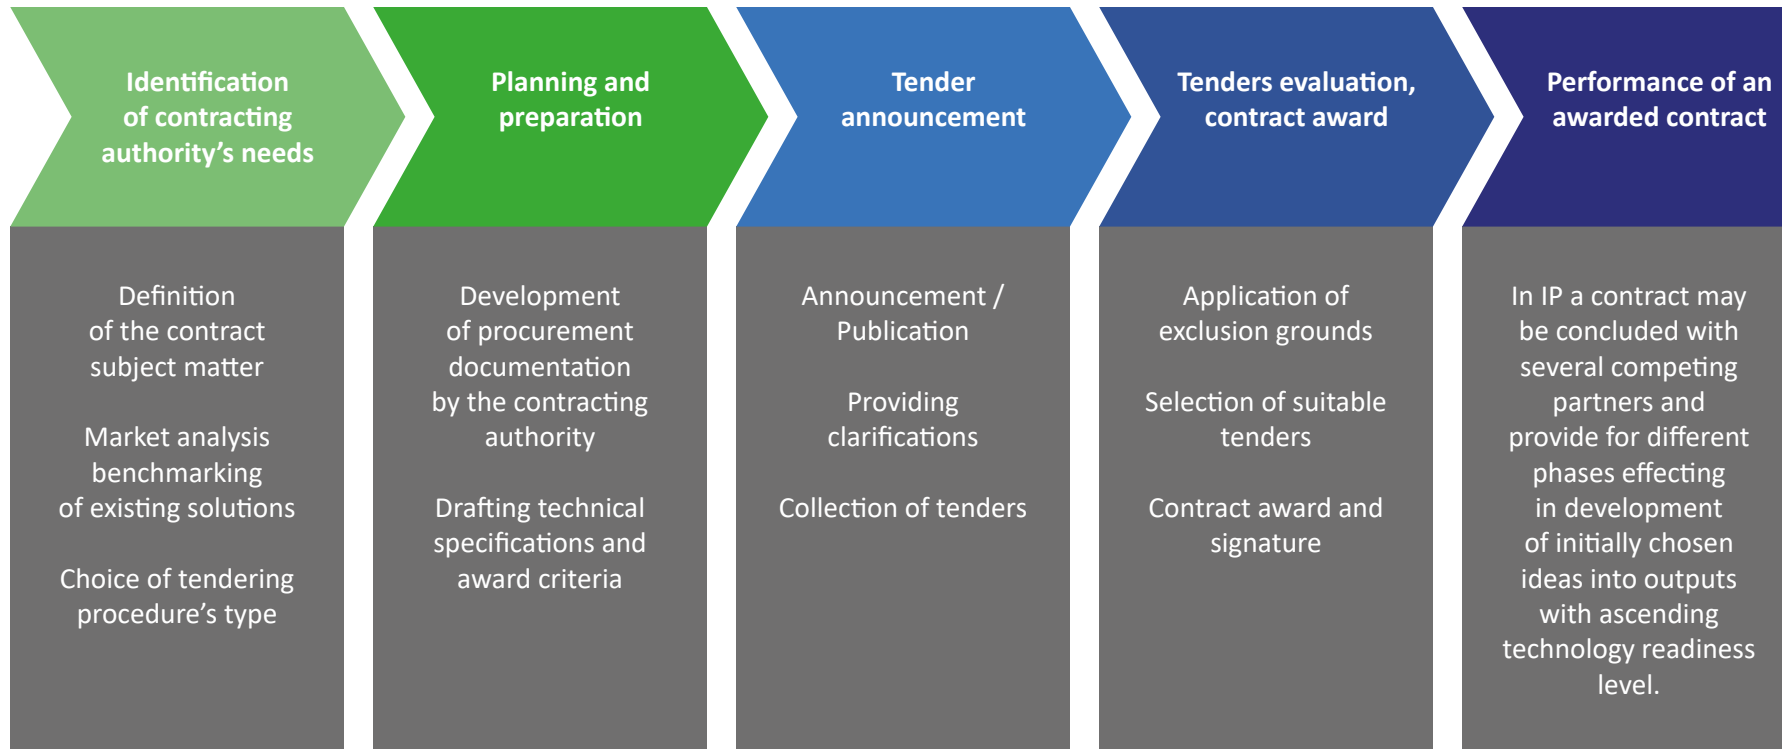 Identification
of contracting
authority's needs
Planning and
preparation
Tender
announcement
Tenders evaluation,
contract award
Performance of an
awarded contract
Definition
of the contract
subject matter
Market analysis
benchmarking
of existing solutions
Choice of tendering
procedure's type
Development
of procurement
documentation
by the contracting
authority
Drafting technical
specifications and
award criteria
Announcement /
Publication
Providing
clarifications
Collection of tenders
Application of
exclusion grounds
Selection of suitable
tenders
Contract award and
signature
In IP a contract may
be concluded with
several competing
partners and
provide for different
phases effecting
in development
of initially chosen
ideas into outputs
with ascending
technology readiness
level.